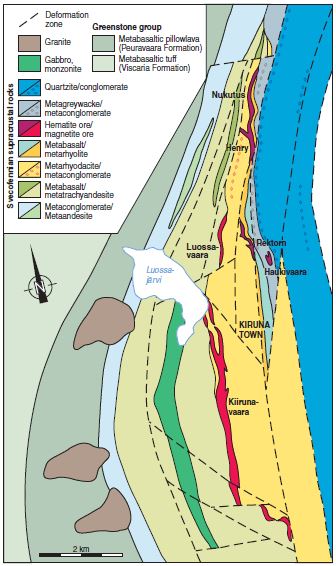 Deformation
zone
Granite
Gabbro,
monzonite
Svecofennian supracrustal rocks
Quartzite/conglomerate
Metagreywacke/
metaconglomerate
Hematite ore/
magnetite ore
Metabasalt/
metarhyolite
Metarhyodacite/
metaconglomerate
Metabasalt/
metatrachyandesite
Metaconglomerate/
Metaandesite
Greenstone group
Metabasaltic pillowlava
(Peuravaara Formation)
Metabasaltic tuff
(Viscaria Formation)
Nukutus
Henry
Luossa-
vaara
Rektorn
Haukivaara
Luossa-
järvi
KIRUNA
TOWN
Kiiruna-
vaara
N
2 km